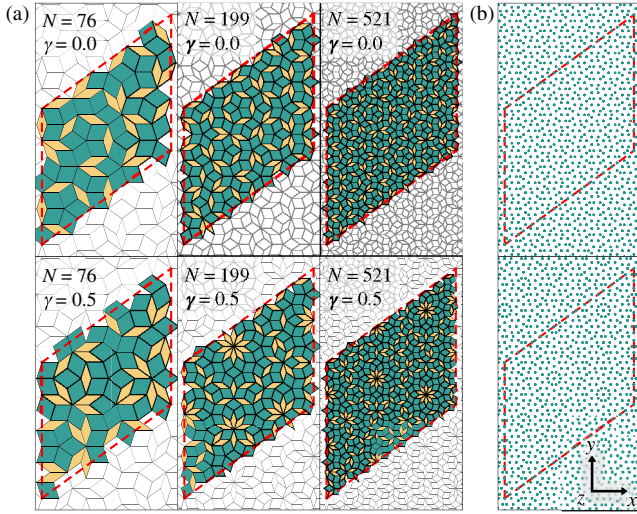 (a)
N = 76
γ = 0.0
N = 199
γ = 0.0
N = 521
γ = 0.0
(b)
N = 76
γ = 0.5
N = 199
γ = 0.5
N = 521
γ = 0.5
y
z
x